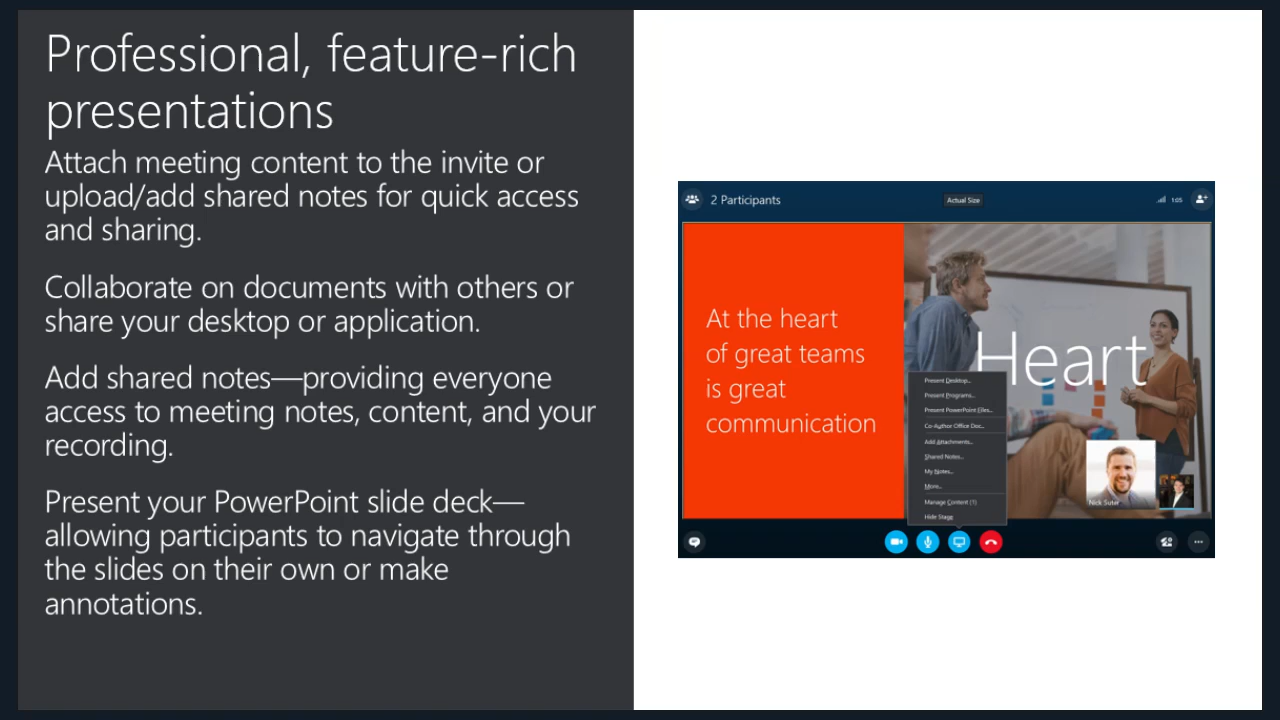 Professional, feature-rich
presentations
Attach meeting content to the invite or
upload/add shared notes for quick access
and sharing.
Collaborate on documents with others or
share your desktop or application.
Add shared notes—providing everyone
access to meeting notes, content, and your
recording.
Present your PowerPoint slide deck—
allowing participants to navigate through
the slides on their own or make
annotations.
2 Participants
Actual Size
1:05
At the heart
of great teams
is great
communication
Heart
Present Desktop...
Present Programs...
Present PowerPoint Files...
Co-Author Office Doc...
Add Attachments...
Shared Notes...
My Notes...
More...
Manage Content (1)
Hide Stage
Nick Suter